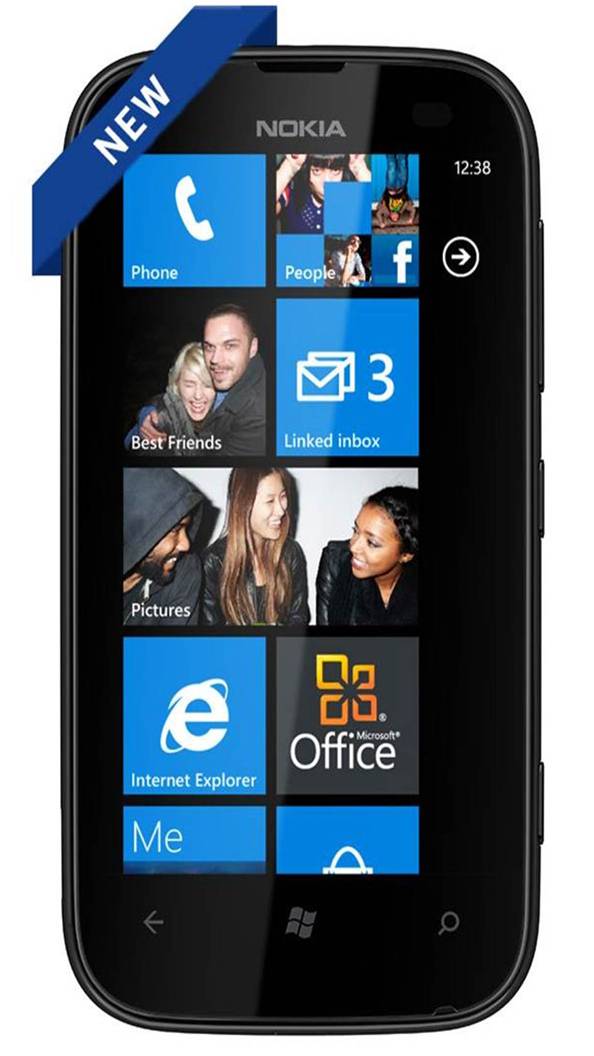 NEW
NOKIA
12:38
Phone
People
f
Best Friends
3
Linked inbox
Pictures
Internet Explorer
Microsoft®
Office
Me